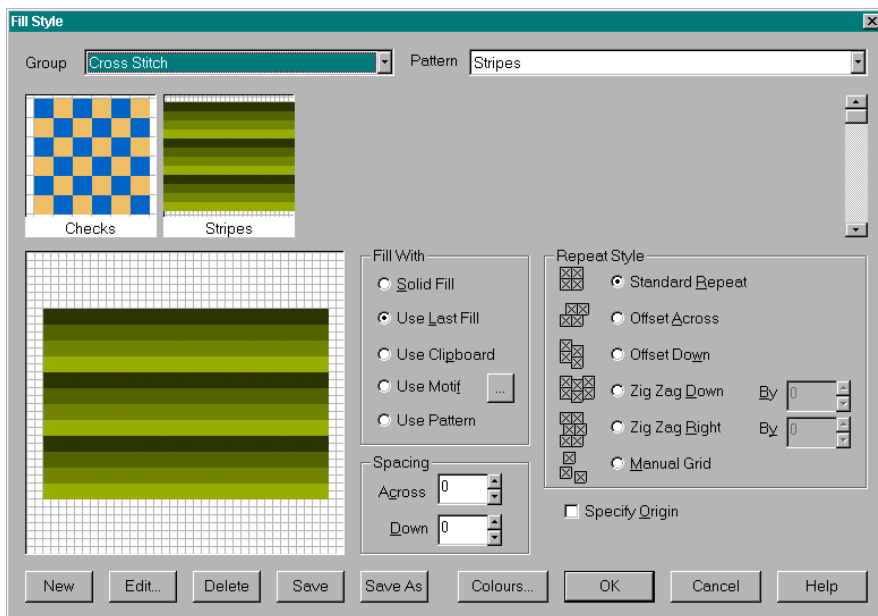 Fill Style
Group Cross Stitch Pattern Stripes
Checks Stripes
Fill With
Solid Fill
Use Last Fill
Use Clipboard
Use Motif ...
Use Pattern
Spacing
Across 0
Down 0
Repeat Style
Standard Repeat
Offset Across
Offset Down
Zig Zag Down By 0
Zig Zag Right By 0
Manual Grid
Specify Origin
New Edit... Delete Save Save As Colours... OK Cancel Help